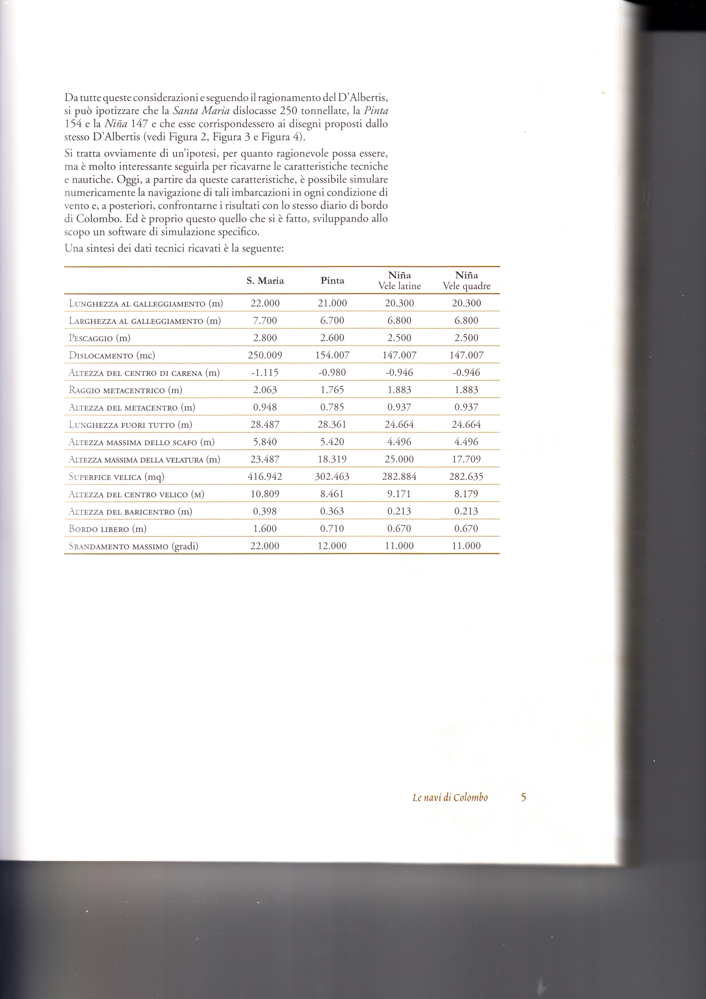 Da tutte queste considerazioni e seguendo il ragionamento del D’Albertis,
si può ipotizzare che la Santa Maria dislocasse 250 tonnellate, la Pinta
154 e la Niña 147 e che esse corrispondessero ai disegni proposti dallo
stesso D’Albertis (vedi Figura 2, Figura 3 e Figura 4).
Si tratta ovviamente di un’ipotesi, per quanto ragionevole possa essere,
ma è molto interessante seguirla per ricavarne le caratteristiche tecniche
e nautiche. Oggi, a partire da queste caratteristiche, è possibile simulare
numericamente la navigazione di tali imbarcazioni in ogni condizione di
vento e, a posteriori, confrontarne i risultati con lo stesso diario di bordo
di Colombo. Ed è proprio questo quello che si è fatto, sviluppando allo
scopo un software di simulazione specifico.
Una sintesi dei dati tecnici ricavati è la seguente:
S. Maria Pinta Niña Vele latine Niña Vele quadre
Lunghezza al galleggiamento (m) 22.000 21.000 20.300 20.300
Larghezza al galleggiamento (m) 7.700 6.700 6.800 6.800
Pescaggio (m) 2.800 2.600 2.500 2.500
Dislocamento (mc) 250.009 154.007 147.007 147.007
Altezza del centro di carena (m) -1.115 -0.980 -0.946 -0.946
Raggio metacentrico (m) 2.063 1.765 1.883 1.883
Altezza del metacentro (m) 0.948 0.785 0.937 0.937
Lunghezza fuori tutto (m) 28.487 28.361 24.664 24.664
Altezza massima dello scafo (m) 5.840 5.420 4.496 4.496
Altezza massima della velatura (m) 23.487 18.319 25.000 17.709
Superfice velica (mq) 416.942 302.463 282.884 282.635
Altezza del centro velico (m) 10.809 8.461 9.171 8.179
Altezza del baricentro (m) 0.398 0.363 0.213 0.213
Bordo libero (m) 1.600 0.710 0.670 0.670
Sbandamento massimo (gradi) 22.000 12.000 11.000 11.000
Le navi di Colombo 5